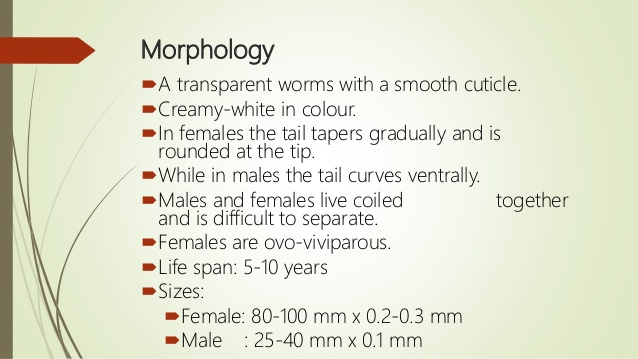 Morphology
A transparent worms with a smooth cuticle.
Creamy-white in colour.
In females the tail tapers gradually and is
rounded at the tip.
While in males the tail curves ventrally.
Males and females live coiled together
and is difficult to separate.
Females are ovo-viviparous.
Life span: 5-10 years
Sizes:
Female: 80-100 mm x 0.2-0.3 mm
Male : 25-40 mm x 0.1 mm